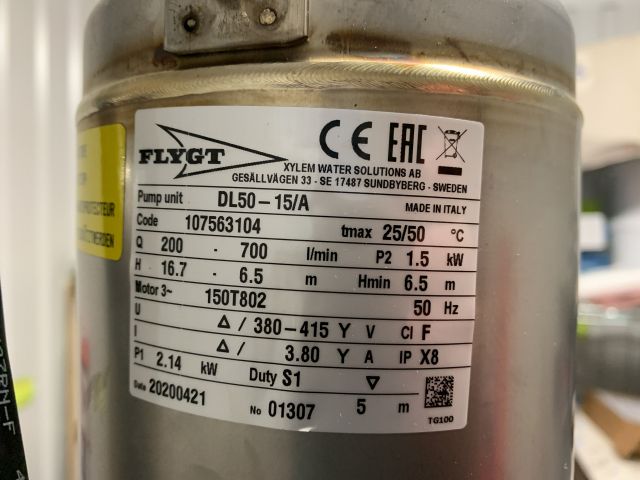 FLYGT
CE EAC
XYLEM WATER SOLUTIONS AB
GESÄLLVÄGEN 33 - SE 17487 SUNDBYBERG - SWEDEN
Pump unit DL50-15/A MADE IN ITALY
Code 107563104 tmax 25/50 °C
Q 200 - 700 l/min P2 1.5 kW
H 16.7 - 6.5 m Hmin 6.5 m
Motor 3~ 150T802 50 Hz
U Δ / 380-415 Y V Cl F
I Δ / 3.80 Y A IP X8
P1 2.14 kW Duty S1 ▽
Date 20200421 No 01307 5 m
TG100